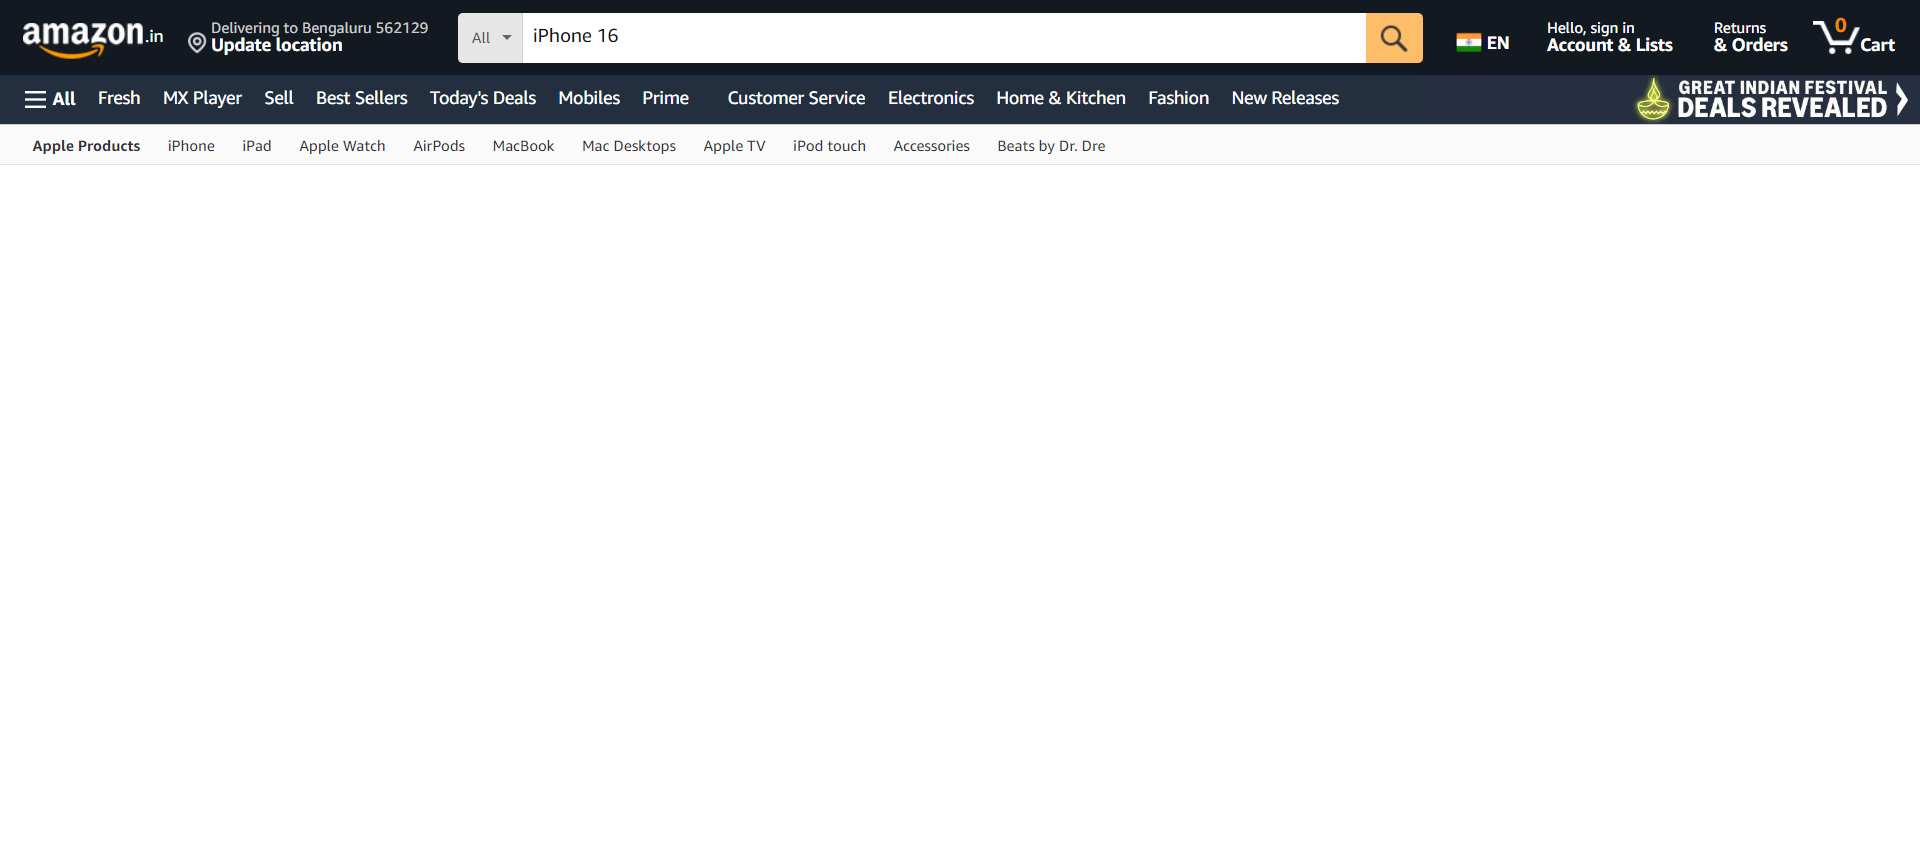 amazon.in
Delivering to Bengaluru 562129
Update location
All
iPhone 16
EN
Hello, sign in
Account & Lists
Returns
& Orders
0
Cart
All
Fresh
MX Player
Sell
Best Sellers
Today's Deals
Mobiles
Prime
Customer Service
Electronics
Home & Kitchen
Fashion
New Releases
GREAT INDIAN FESTIVAL
DEALS REVEALED
Apple Products
iPhone
iPad
Apple Watch
AirPods
MacBook
Mac Desktops
Apple TV
iPod touch
Accessories
Beats by Dr. Dre